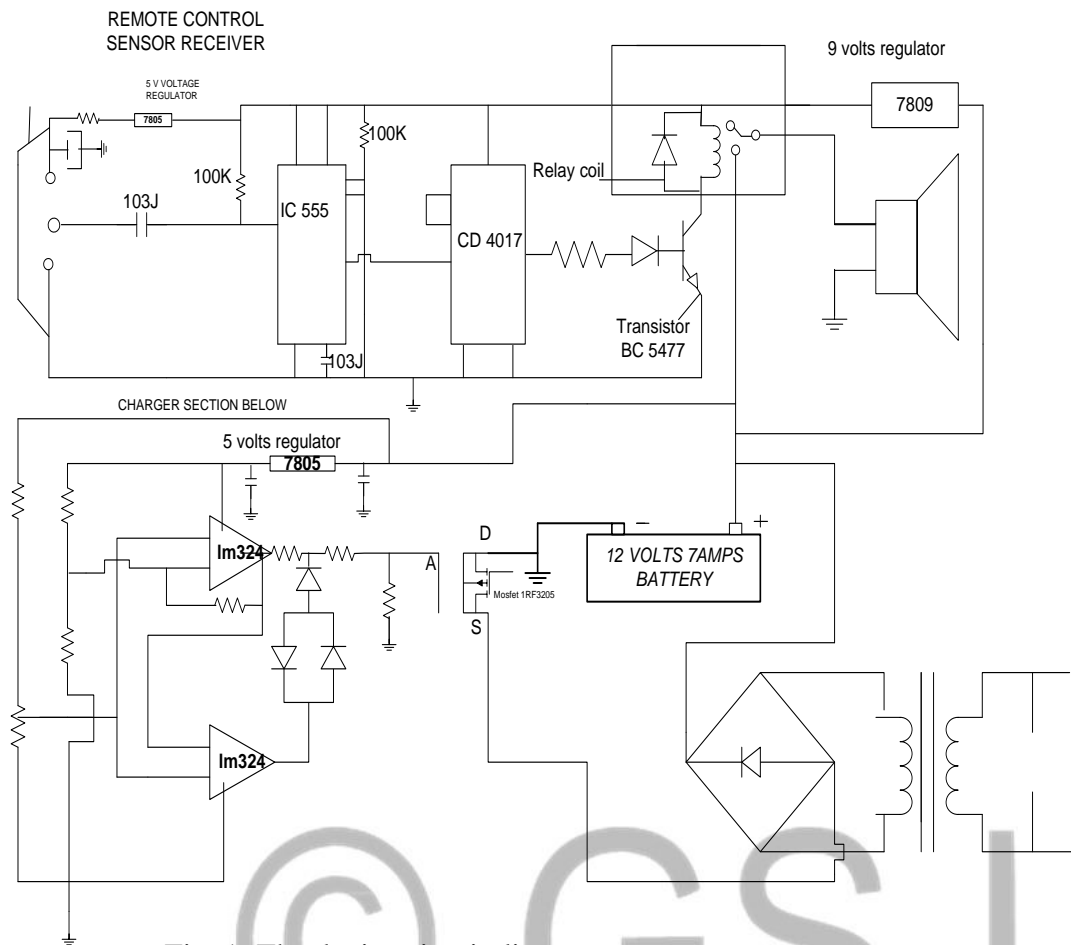 REMOTE CONTROL
SENSOR RECEIVER
9 volts regulator
5 V VOLTAGE
REGULATOR
7805
7809
100K
100K
Relay coil
103J
IC 555
CD 4017
Transistor
BC 5477
103J
CHARGER SECTION BELOW
5 volts regulator
7805
lm324
D
A
Mosfet 1RF3205
S
− +
12 VOLTS 7AMPS
BATTERY
lm324
© GSJ